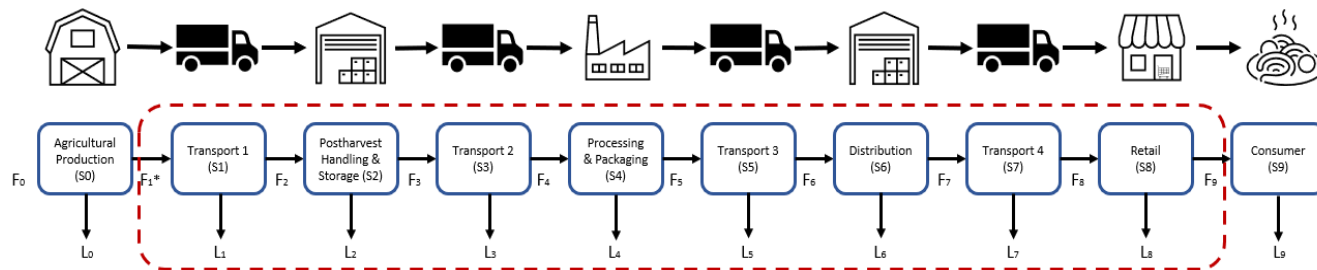 Agricultural
Production
(S0)
Transport 1
(S1)
Postharvest
Handling &
Storage (S2)
Transport 2
(S3)
Processing
& Packaging
(S4)
Transport 3
(S5)
Distribution
(S6)
Transport 4
(S7)
Retail
(S8)
Consumer
(S9)
F₀
F₁*
F₂
F₃
F₄
F₅
F₆
F₇
F₈
F₉
L₀
L₁
L₂
L₃
L₄
L₅
L₆
L₇
L₈
L₉